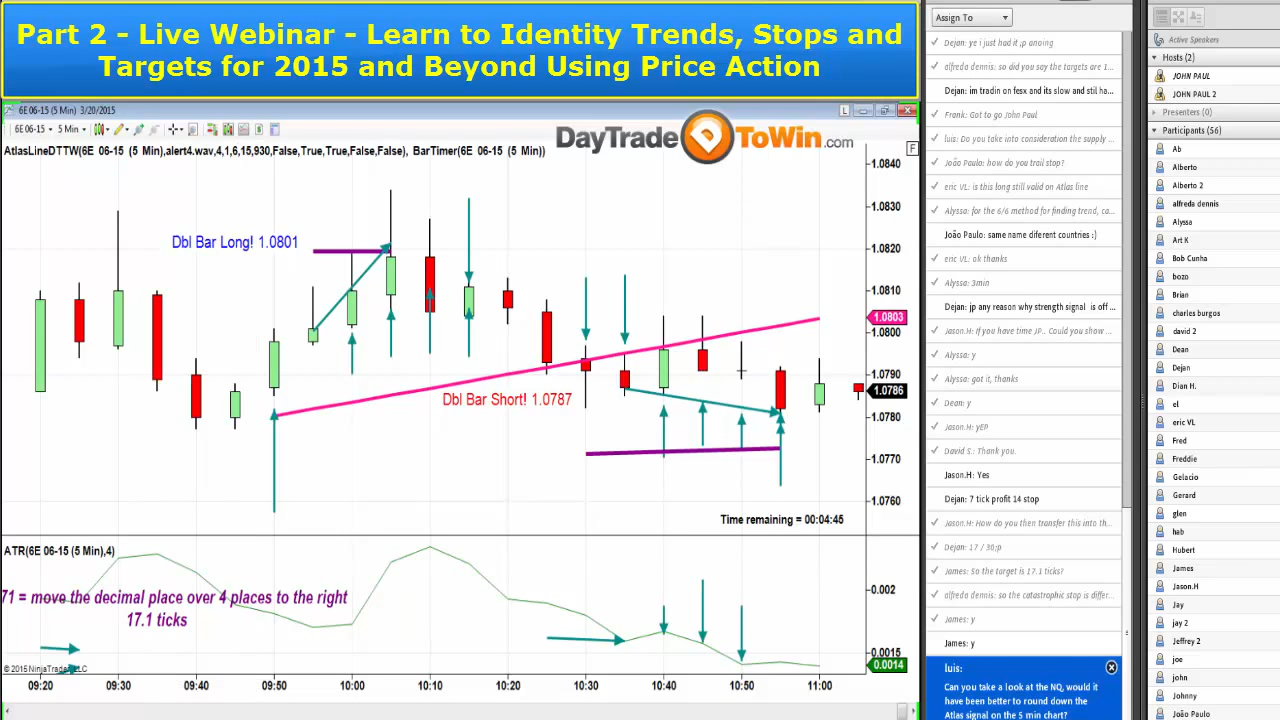 Part 2 - Live Webinar - Learn to Identity Trends, Stops and
Targets for 2015 and Beyond Using Price Action
6E 06-15 (5 Min) 3/20/2015
L
6E 06-15
5 Min
DayTradeToWin.com
AtlasLineDTTW(6E 06-15 (5 Min),alert4.wav,4,1,6,15,930,False,True,True,False,False), BarTimer(6E 06-15 (5 Min))
F
1.0840
1.0830
1.0820
1.0810
1.0803
1.0800
1.0790
1.0786
1.0780
1.0770
1.0760
Dbl Bar Long! 1.0801
Dbl Bar Short! 1.0787
Time remaining = 00:04:45
ATR(6E 06-15 (5 Min),4)
0.002
0.0015
0.0014
71 = move the decimal place over 4 places to the right
17.1 ticks
© 2015 NinjaTrader, LLC
09:20
09:30
09:40
09:50
10:00
10:10
10:20
10:30
10:40
10:50
11:00
Assign To
Dejan: ye i just had it ;p anoing
alfreda dennis: so did you say the targets are 1...
Dejan: im tradin on fesx and its slow and stil ha...
Frank: Got to go John Paul
luis: Do you take into consideration the supply ...
João Paulo: how do you trail stop?
eric VL: is this long still valid on Atlas line
Alyssa: for the 6/6 method for finding trend, ca...
João Paulo: same name diferent countries :)
eric VL: ok thanks
Alyssa: 3min
Dejan: jp any reason why strength signal is off ...
Jason.H: If you have time JP.. Could you show ...
Alyssa: y
Alyssa: got it, thanks
Dean: y
Jason.H: yEP
David S.: Thank you.
Jason.H: Yes
Dejan: 7 tick profit 14 stop
Jason.H: How do you then transfer this into th...
Dejan: 17 / 30;p
James: So the target is 17.1 ticks?
alfreda dennis: so the catastrophic stop is differ...
James: y
James: y
luis:
Can you take a look at the NQ, would it
have been better to round down the
Atlas signal on the 5 min chart?
Active Speakers
Hosts (2)
JOHN PAUL
JOHN PAUL 2
Presenters (0)
Participants (56)
Ab
Alberto
Alberto 2
alfreda dennis
Alyssa
Art K
Bob Cunha
bozo
Brian
charles burgos
david 2
Dean
Dejan
Dian H.
el
eric VL
Fred
Freddie
Gelacio
Gerard
glen
hab
Hubert
James
Jason.H
Jay
jay 2
Jeffrey 2
joe
john
Johnny
João Paulo